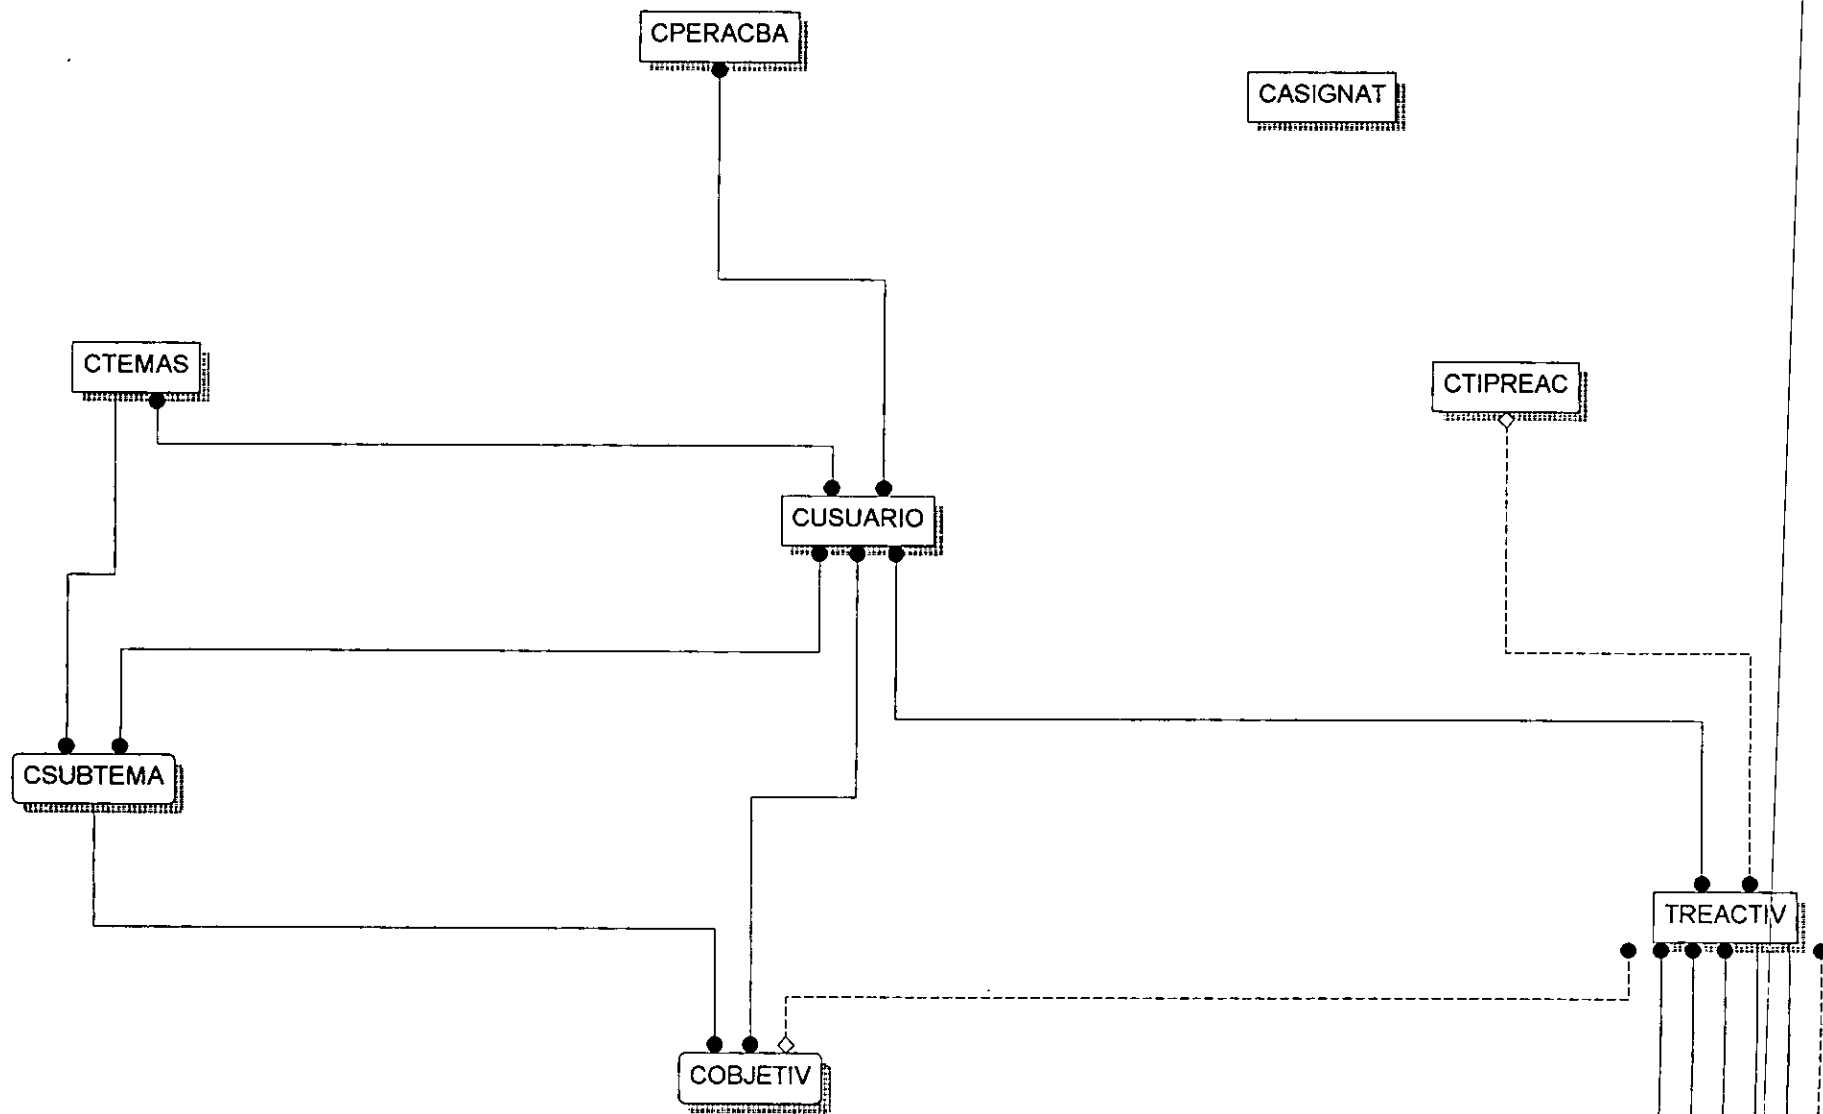 CPERACBA
CASIGNAT
CTEMAS
CTIPREAC
CUSUARIO
CSUBTEMA
TREACTIV
COBJETIV